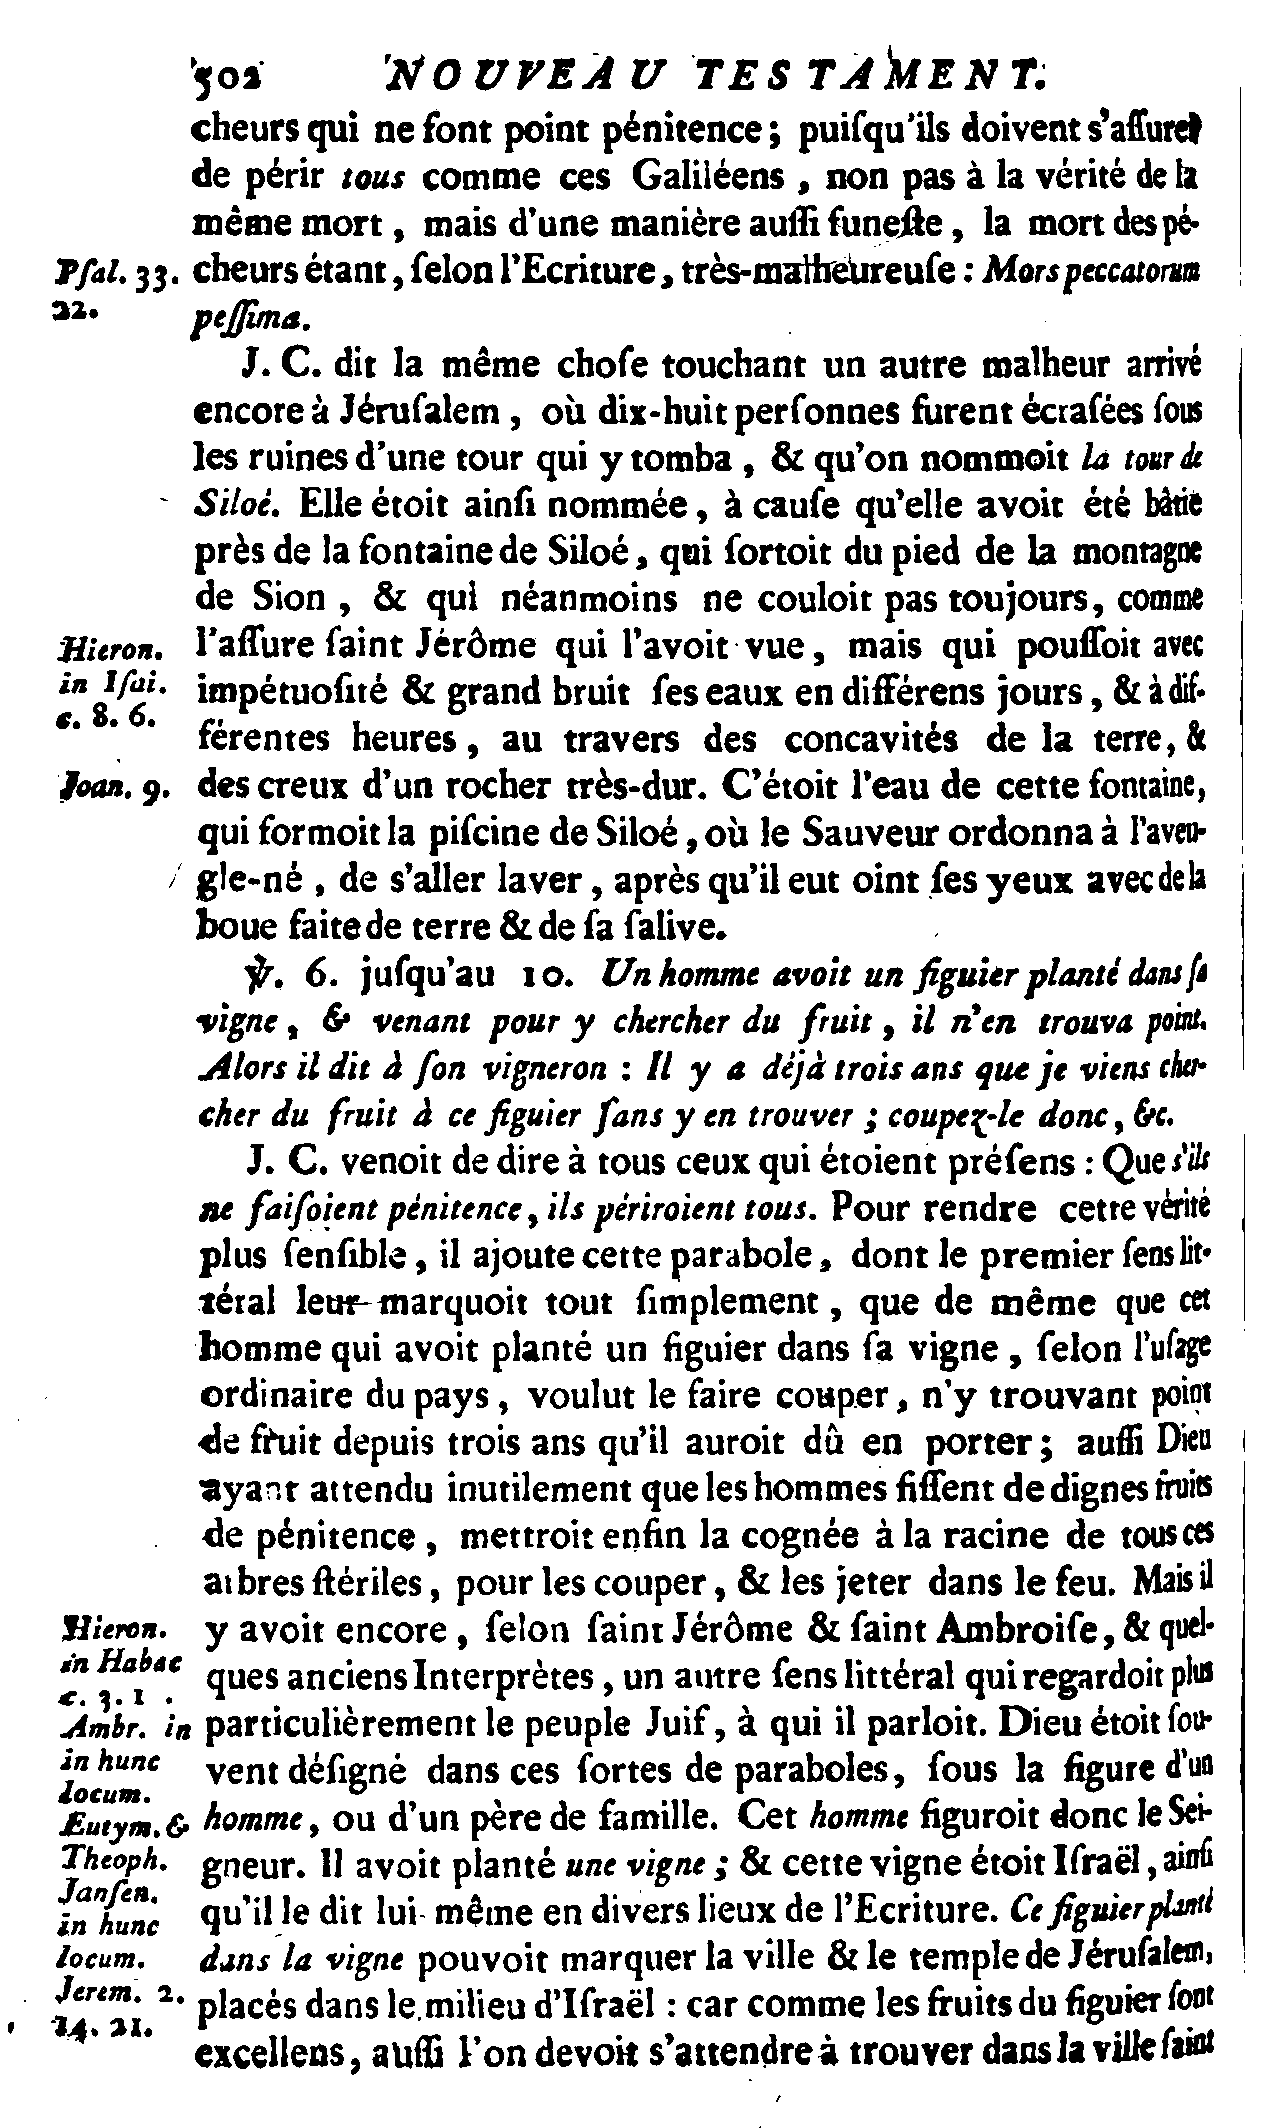 502 NOUVEAU TESTAMENT.
cheurs qui ne font point pénitence ; puiſqu'ils doivent s'aſſurer
de périr tous comme ces Galiléens , non pas à la vérité de la
même mort , mais d'une manière auſſi funeſte , la mort des pé-
Pſal. 33. cheurs étant , ſelon l'Ecriture , très-malheureuſe : Mors peccatorum
22. peſſima.
J. C. dit la même choſe touchant un autre malheur arrivé
encore à Jéruſalem , où dix-huit perſonnes furent écraſées ſous
les ruines d'une tour qui y tomba , & qu'on nommoit la tour de
Siloé. Elle étoit ainſi nommée , à cauſe qu'elle avoit été bâtie
près de la fontaine de Siloé , qui ſortoit du pied de la montagne
de Sion , & qui néanmoins ne couloit pas toujours , comme
Hieron. l'aſſure ſaint Jérôme qui l'avoit vue , mais qui pouſſoit avec
in Iſai. impétuoſité & grand bruit ſes eaux en différens jours , & à dif-
c. 8. 6. férentes heures , au travers des concavités de la terre, &
Joan. 9. des creux d'un rocher très-dur. C'étoit l'eau de cette fontaine,
qui formoit la piſcine de Siloé , où le Sauveur ordonna à l'aveu-
gle-né , de s'aller laver , après qu'il eut oint ſes yeux avec de la
boue faite de terre & de ſa ſalive.
℣. 6. juſqu'au 10. Un homme avoit un figuier planté dans ſa
vigne , & venant pour y chercher du fruit , il n'en trouva point.
Alors il dit à ſon vigneron : Il y a déjà trois ans que je viens cher-
cher du fruit à ce figuier ſans y en trouver ; coupez-le donc , &c.
J. C. venoit de dire à tous ceux qui étoient préſens : Que s'ils
ne faiſoient pénitence , ils périroient tous. Pour rendre cette vérité
plus ſenſible , il ajoute cette parabole , dont le premier ſens lit-
téral leur marquoit tout ſimplement , que de même que cet
homme qui avoit planté un figuier dans ſa vigne , ſelon l'uſage
ordinaire du pays , voulut le faire couper , n'y trouvant point
de fruit depuis trois ans qu'il auroit dû en porter ; auſſi Dieu
ayant attendu inutilement que les hommes fiſſent de dignes fruits
de pénitence , mettroit enfin la cognée à la racine de tous ces
arbres ſtériles , pour les couper , & les jeter dans le feu. Mais il
Hieron. y avoit encore , ſelon ſaint Jérôme & ſaint Ambroiſe , & quel-
in Habac ques anciens Interprètes , un autre ſens littéral qui regardoit plus
c. 3. 1 .
Ambr. in particulièrement le peuple Juif , à qui il parloit. Dieu étoit ſou-
in hunc vent déſigné dans ces ſortes de paraboles , ſous la figure d'un
locum.
Eutym. & homme , ou d'un père de famille. Cet homme figuroit donc le Sei-
Theoph. gneur. Il avoit planté une vigne ; & cette vigne étoit Iſraël , ainſi
Janſen.
in hunc qu'il le dit lui-même en divers lieux de l'Ecriture. Ce figuier planté
locum. dans la vigne pouvoit marquer la ville & le temple de Jéruſalem,
Jerem. 2. placés dans le milieu d'Iſraël : car comme les fruits du figuier ſont
24. 21. excellens , auſſi l'on devoit s'attendre à trouver dans la ville ſaint